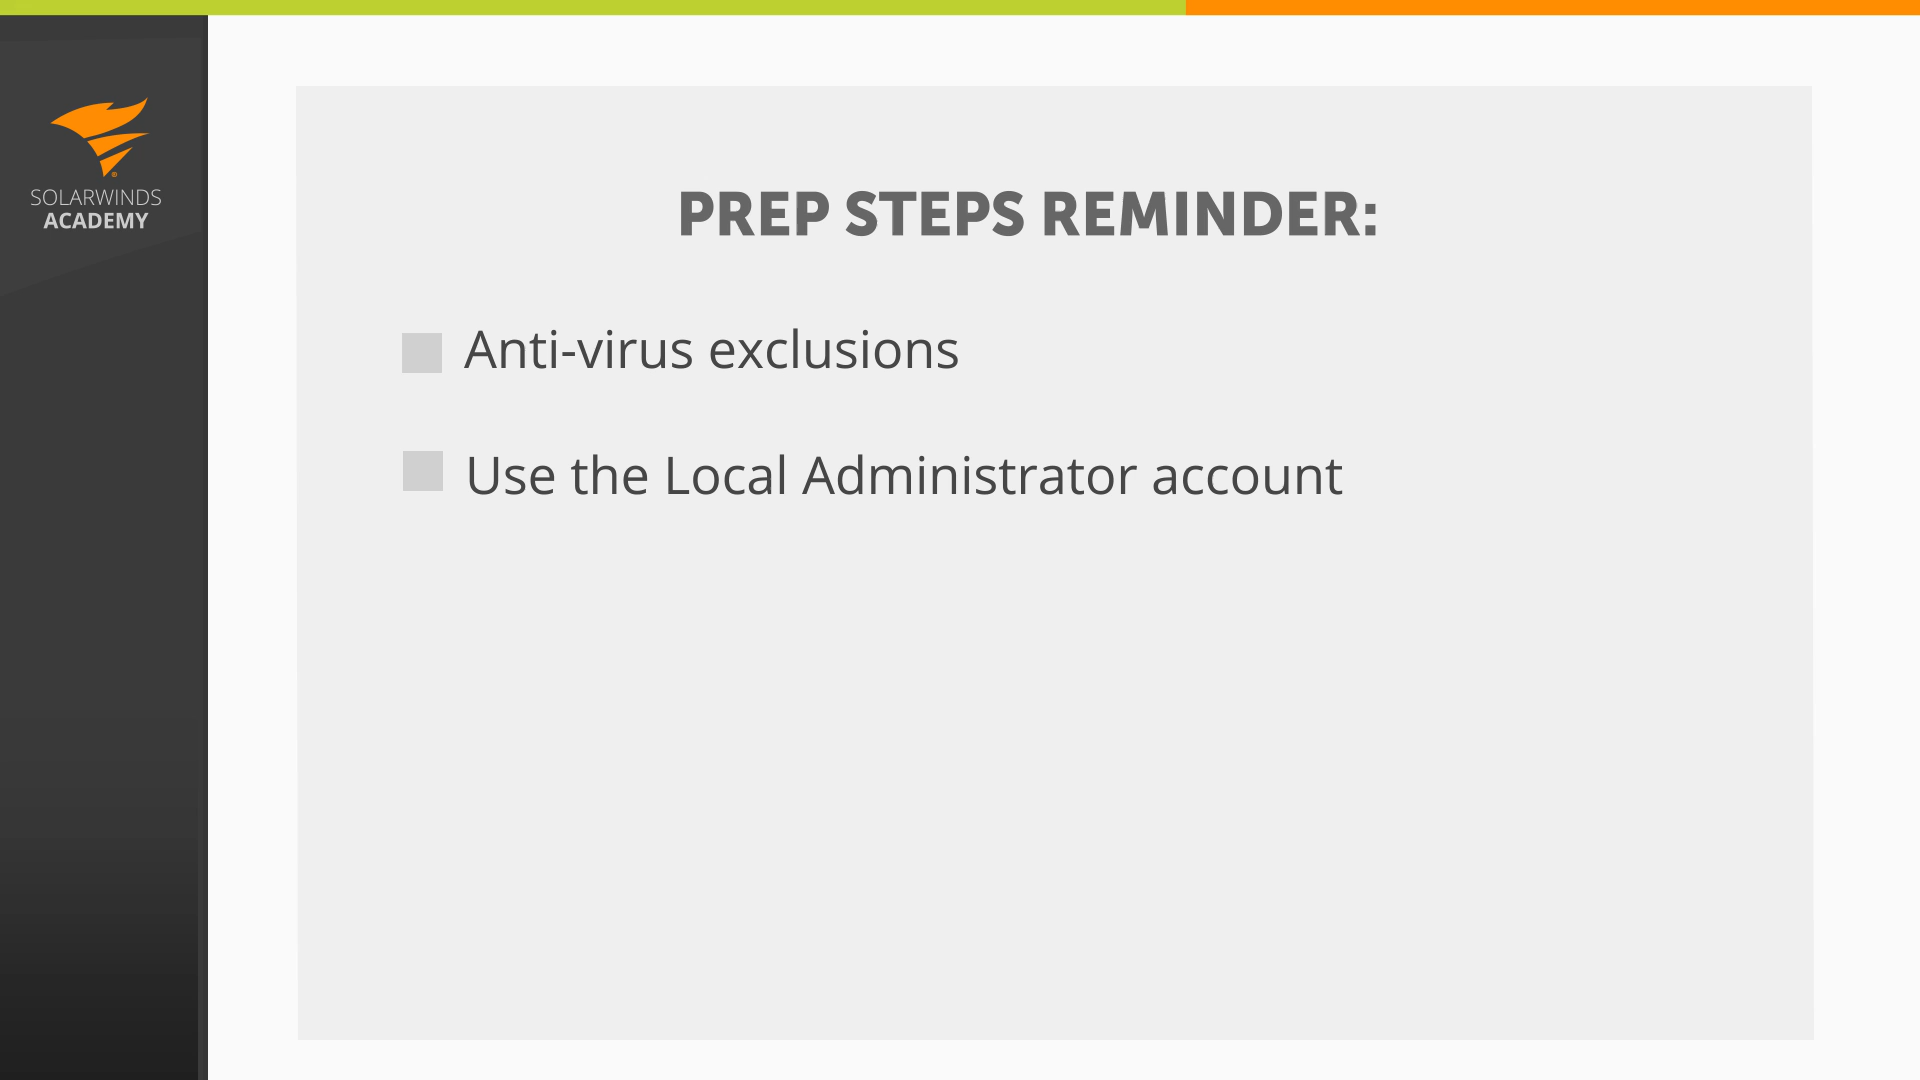 SOLARWINDS
ACADEMY
PREP STEPS REMINDER:
Anti-virus exclusions
Use the Local Administrator account